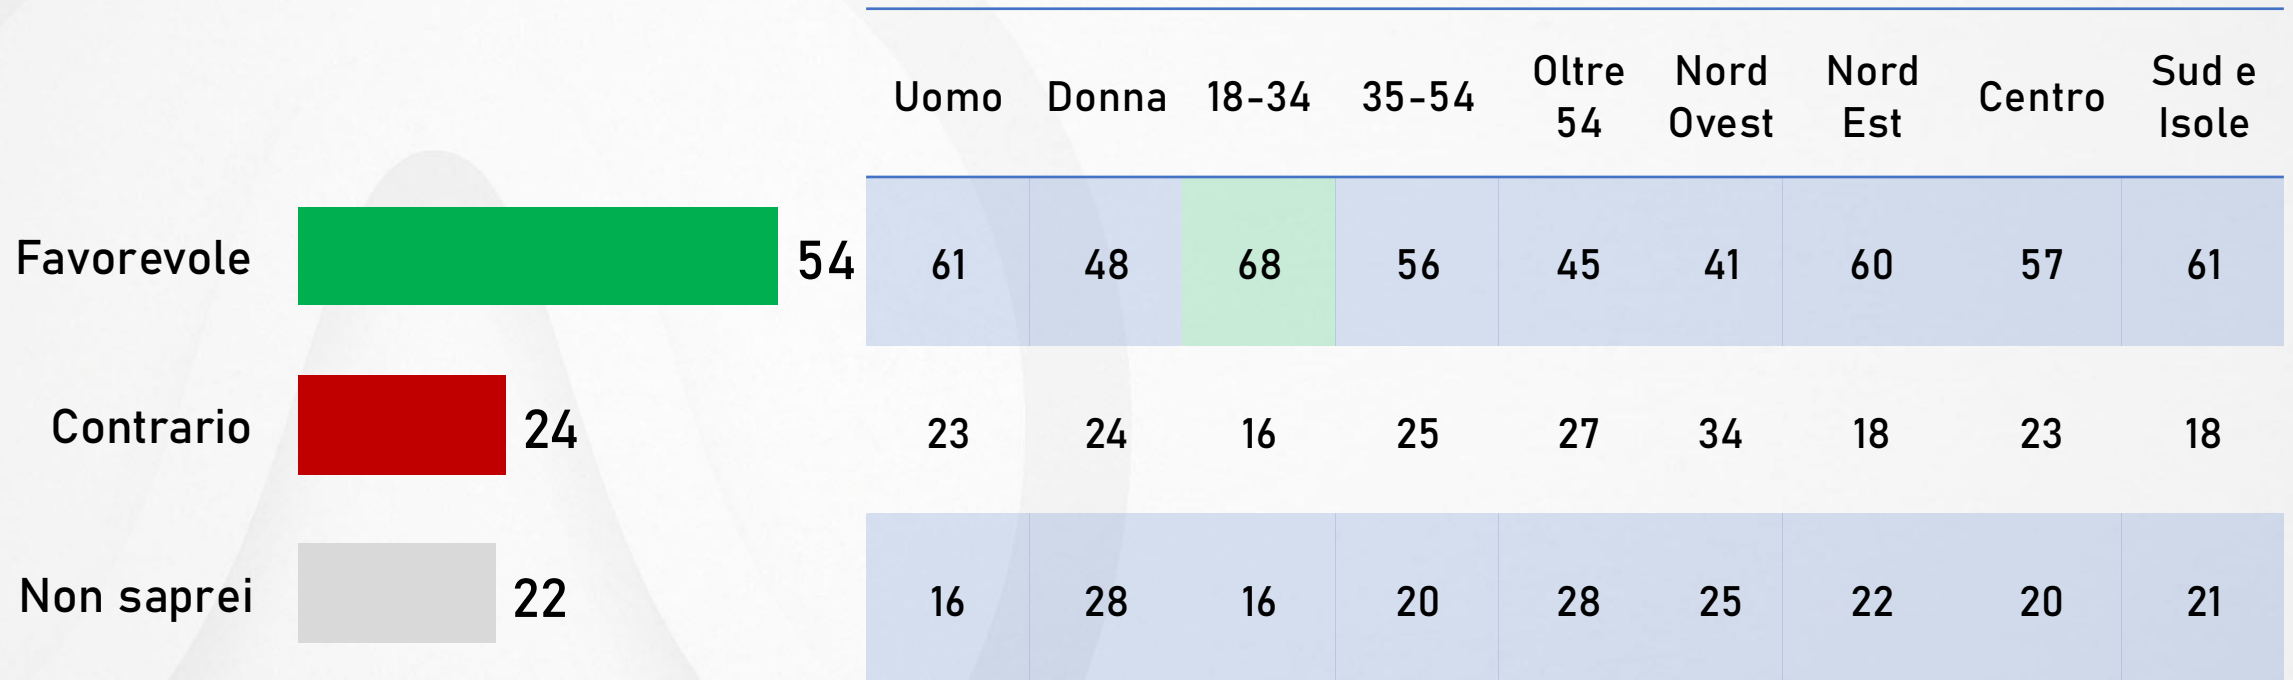 Uomo Donna 18-34 35-54 Oltre 54 Nord Ovest Nord Est Centro Sud e Isole
Favorevole 54 61 48 68 56 45 41 60 57 61
Contrario 24 23 24 16 25 27 34 18 23 18
Non saprei 22 16 28 16 20 28 25 22 20 21